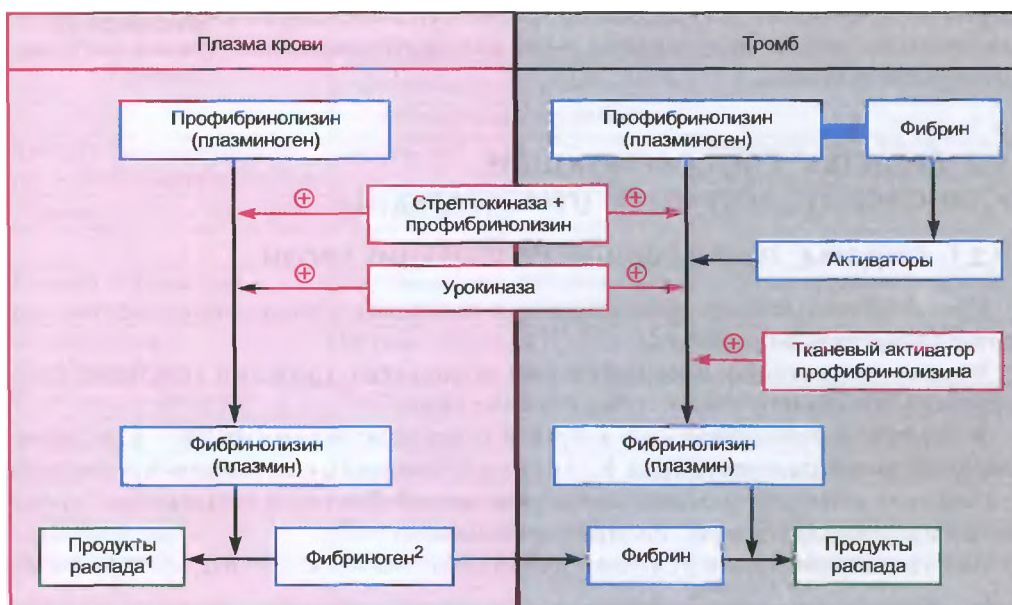 Плазма крови
Тромб
Профибринолизин
(плазминоген)
Профибринолизин
(плазминоген)
Фибрин
⊕
Стрептокиназа +
профибринолизин
⊕
Активаторы
⊕
Урокиназа
⊕
⊕
Тканевый активатор
профибринолизина
Фибринолизин
(плазмин)
Фибринолизин
(плазмин)
Продукты
распада¹
Фибриноген²
Фибрин
Продукты
распада